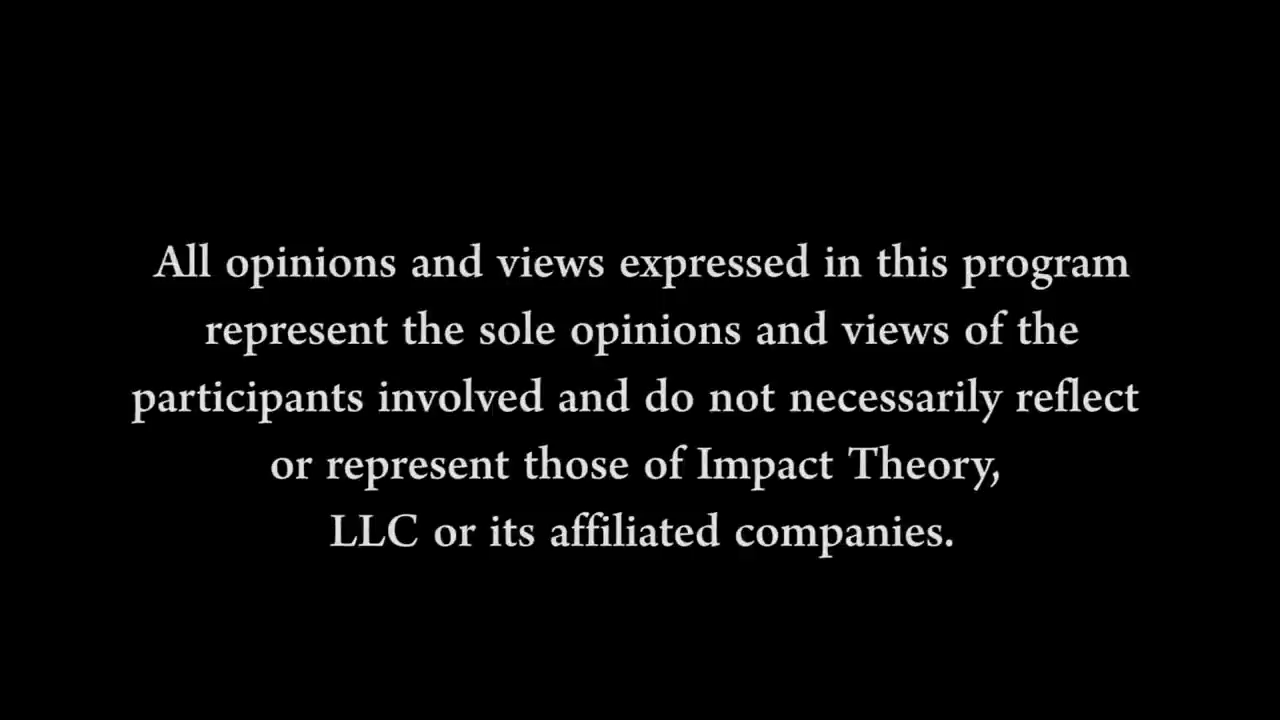 All opinions and views expressed in this program
represent the sole opinions and views of the
participants involved and do not necessarily reflect
or represent those of Impact Theory,
LLC or its affiliated companies.